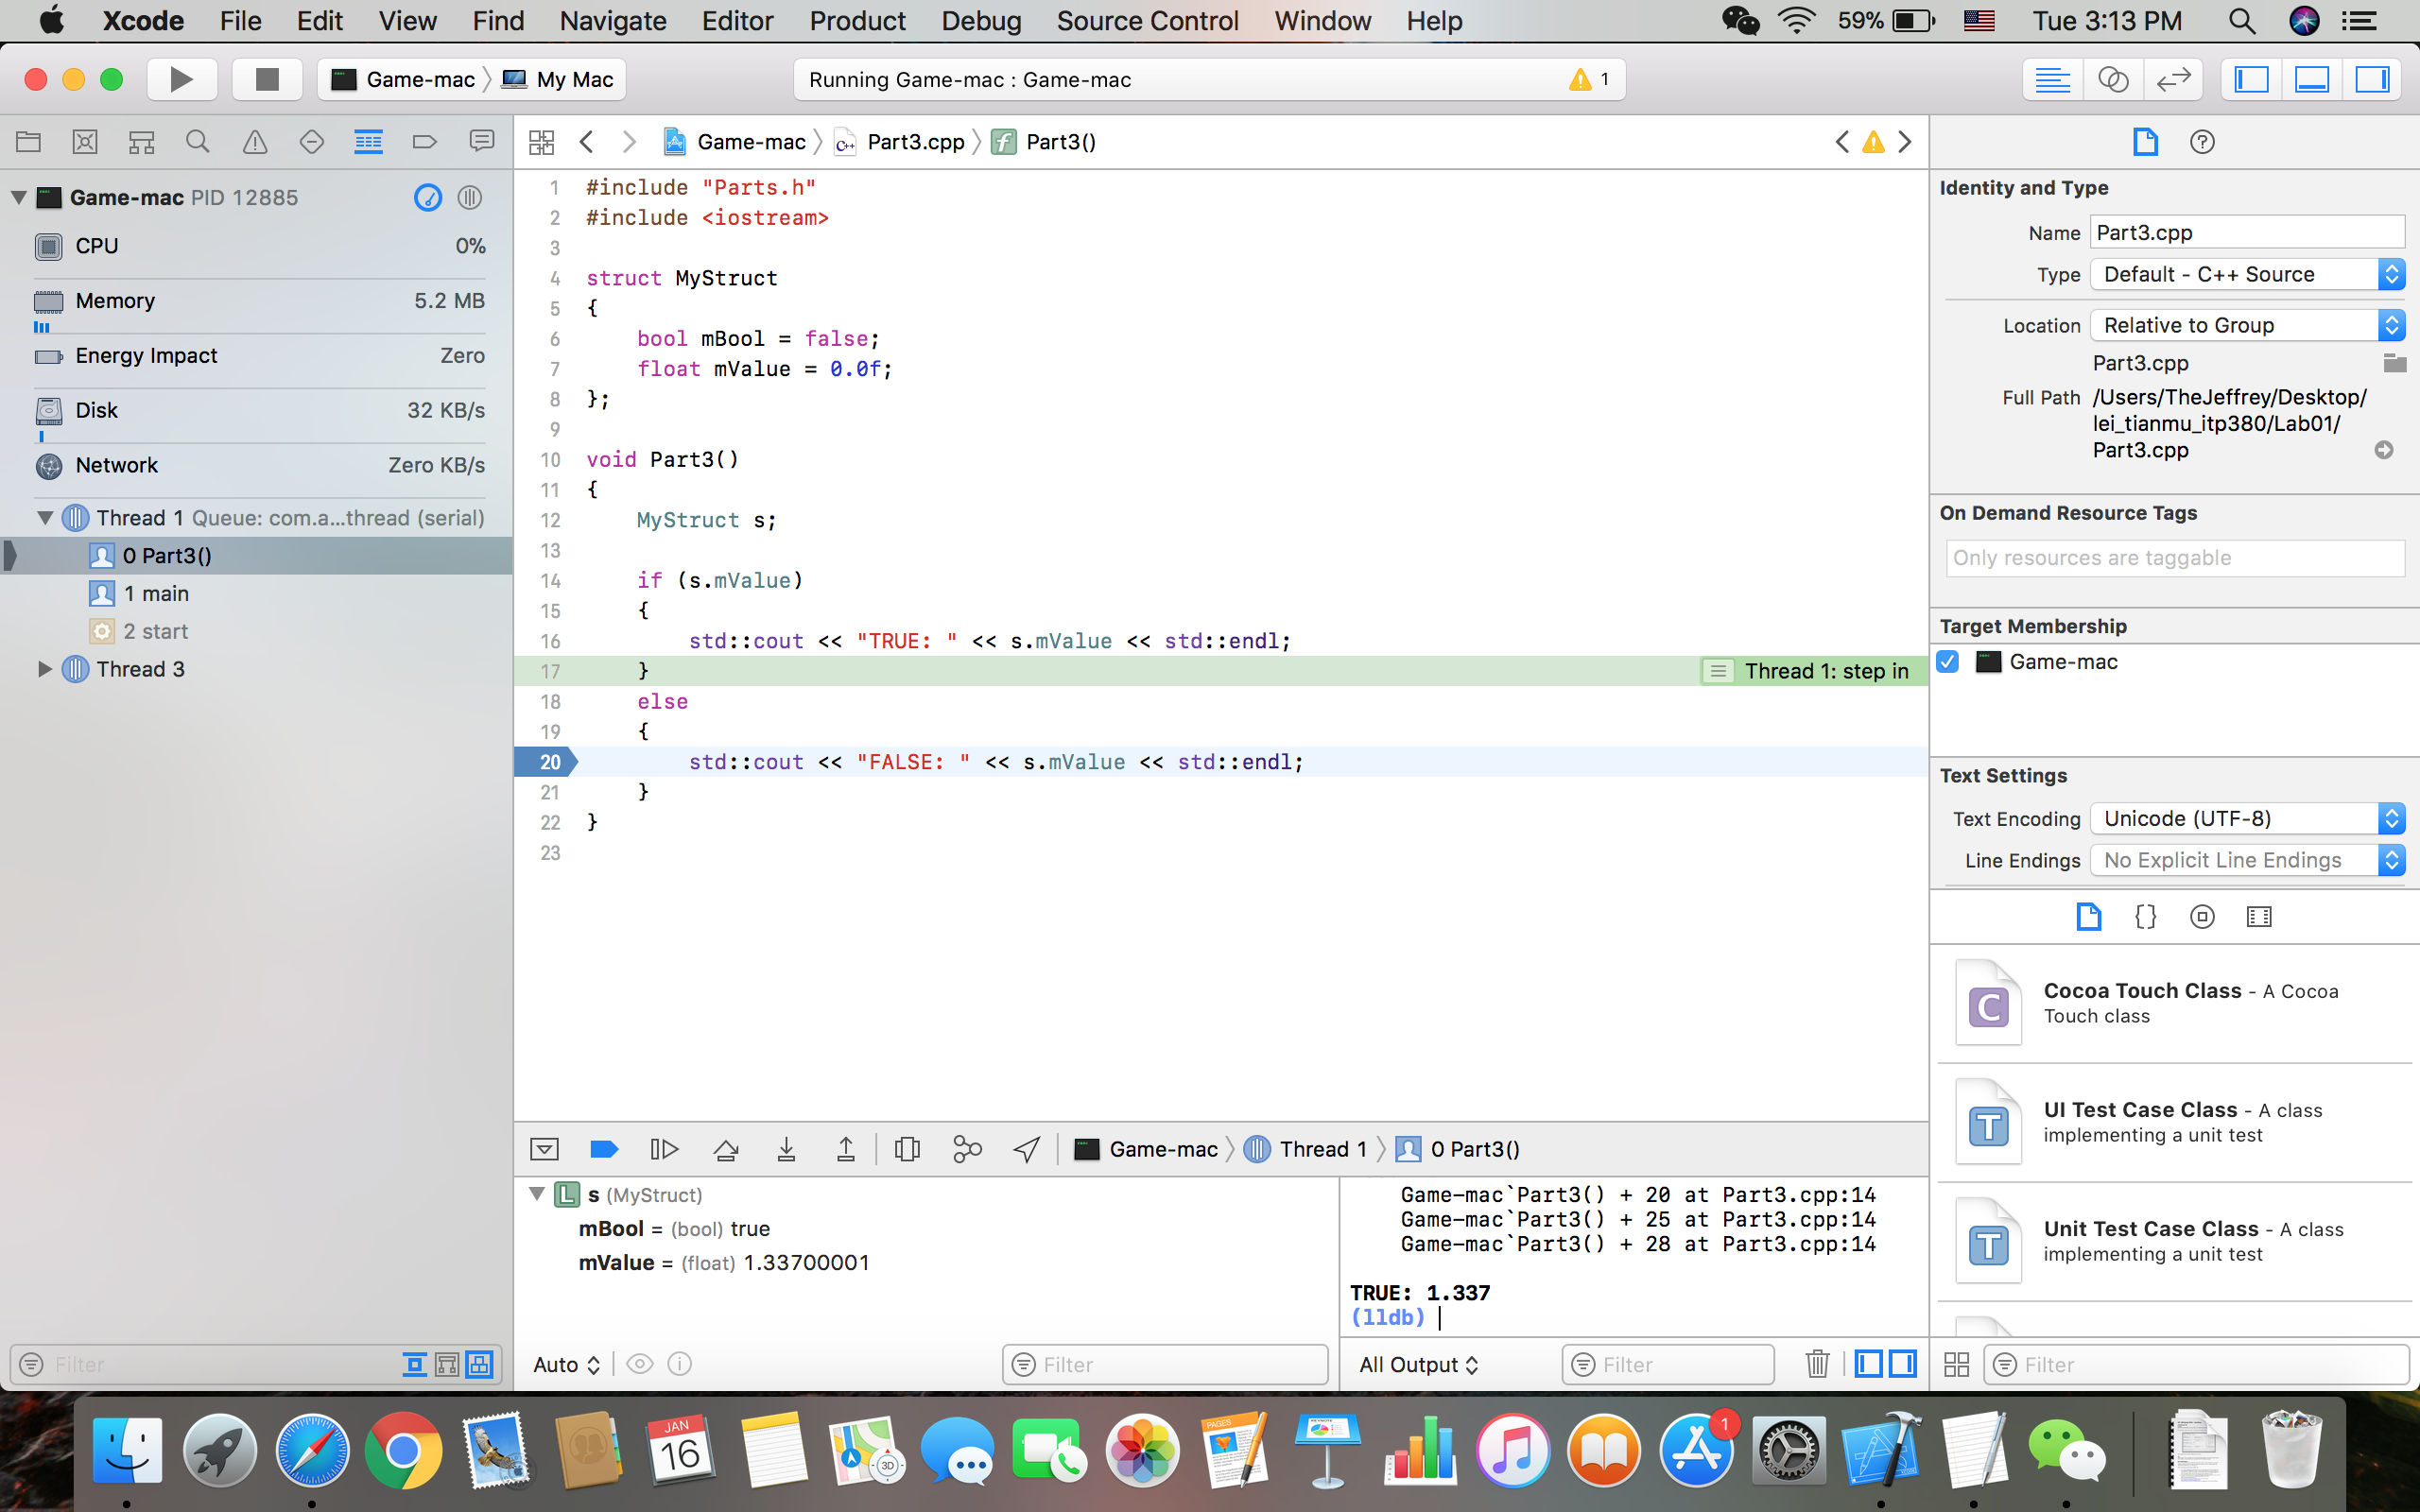 Xcode File Edit View Find Navigate Editor Product Debug Source Control Window Help 59% Tue 3:13 PM
Game-mac My Mac
Running Game-mac : Game-mac 1
Game-mac Part3.cpp Part3()
Game-mac PID 12885
CPU 0%
Memory 5.2 MB
Energy Impact Zero
Disk 32 KB/s
Network Zero KB/s
Thread 1 Queue: com.a...thread (serial)
0 Part3()
1 main
2 start
Thread 3
Filter
1 #include "Parts.h"
2 #include <iostream>
3
4 struct MyStruct
5 {
6     bool mBool = false;
7     float mValue = 0.0f;
8 };
9
10 void Part3()
11 {
12     MyStruct s;
13
14     if (s.mValue)
15     {
16         std::cout << "TRUE: " << s.mValue << std::endl;
17     } Thread 1: step in
18     else
19     {
20         std::cout << "FALSE: " << s.mValue << std::endl;
21     }
22 }
23
Game-mac Thread 1 0 Part3()
L s (MyStruct)
mBool = (bool) true
mValue = (float) 1.33700001
Auto Filter
Game-mac`Part3() + 20 at Part3.cpp:14
Game-mac`Part3() + 25 at Part3.cpp:14
Game-mac`Part3() + 28 at Part3.cpp:14
TRUE: 1.337
(lldb)
All Output Filter
Identity and Type
Name Part3.cpp
Type Default - C++ Source
Location Relative to Group
Part3.cpp
Full Path /Users/TheJeffrey/Desktop/
lei_tianmu_itp380/Lab01/
Part3.cpp
On Demand Resource Tags
Only resources are taggable
Target Membership
Game-mac
Text Settings
Text Encoding Unicode (UTF-8)
Line Endings No Explicit Line Endings
Cocoa Touch Class - A Cocoa
Touch class
UI Test Case Class - A class
implementing a unit test
Unit Test Case Class - A class
implementing a unit test
Filter
JAN
16
3D
PAGES
KEYNOTE
1